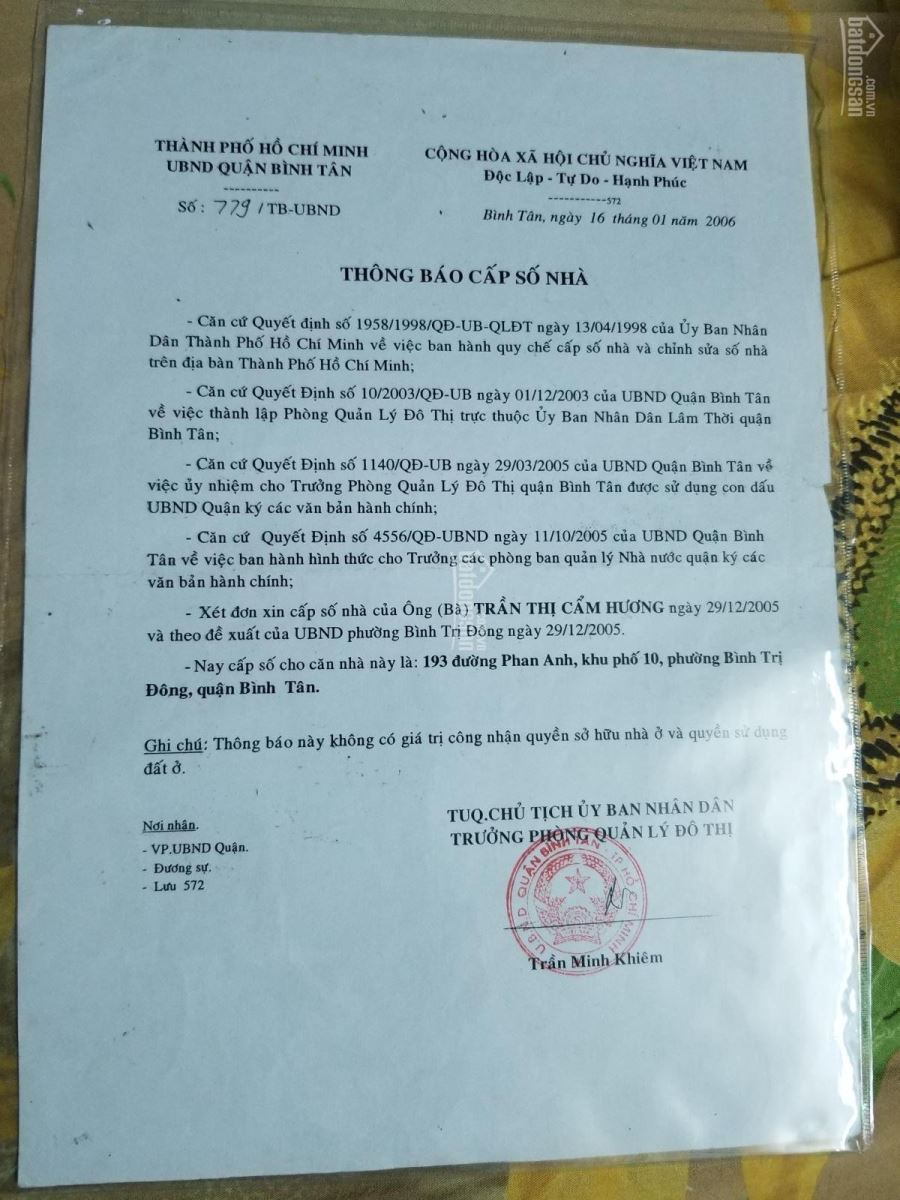 batdongsan
.com.vn
THÀNH PHỐ HỒ CHÍ MINH
UBND QUẬN BÌNH TÂN
----------
Số: 779 / TB-UBND
CỘNG HÒA XÃ HỘI CHỦ NGHĨA VIỆT NAM
Độc Lập - Tự Do - Hạnh Phúc
-----------572
Bình Tân, ngày 16 tháng 01 năm 2006
THÔNG BÁO CẤP SỐ NHÀ
- Căn cứ Quyết định số 1958/1998/QĐ-UB-QLĐT ngày 13/04/1998 của Ủy Ban Nhân
Dân Thành Phố Hồ Chí Minh về việc ban hành quy chế cấp số nhà và chỉnh sửa số nhà
trên địa bàn Thành Phố Hồ Chí Minh;
- Căn cứ Quyết Định số 10/2003/QĐ-UB ngày 01/12/2003 của UBND Quận Bình Tân
về việc thành lập Phòng Quản Lý Đô Thị trực thuộc Ủy Ban Nhân Dân Lâm Thời quận
Bình Tân;
- Căn cứ Quyết Định số 1140/QĐ-UB ngày 29/03/2005 của UBND Quận Bình Tân về
việc ủy nhiệm cho Trưởng Phòng Quản Lý Đô Thị quận Bình Tân được sử dụng con dấu
UBND Quận ký các văn bản hành chính;
- Căn cứ Quyết Định số 4556/QĐ-UBND ngày 11/10/2005 của UBND Quận Bình
Tân về việc ban hành hình thức cho Trưởng các phòng ban quản lý Nhà nước quận ký các
văn bản hành chính;
batdongsan
.com.vn
- Xét đơn xin cấp số nhà của Ông (Bà) TRẦN THỊ CẨM HƯƠNG ngày 29/12/2005
và theo đề xuất của UBND phường Bình Trị Đông ngày 29/12/2005.
- Nay cấp số cho căn nhà này là: 193 đường Phan Anh, khu phố 10, phường Bình Trị
Đông, quận Bình Tân.
Ghi chú: Thông báo này không có giá trị công nhận quyền sở hữu nhà ở và quyền sử dụng
đất ở.
Nơi nhận.
- VP.UBND Quận.
- Đương sự.
- Lưu 572
TUQ.CHỦ TỊCH ỦY BAN NHÂN DÂN
TRƯỞNG PHÒNG QUẢN LÝ ĐÔ THỊ
U.B.N.D QUẬN BÌNH TÂN - TP HỒ CHÍ MINH
Trần Minh Khiêm